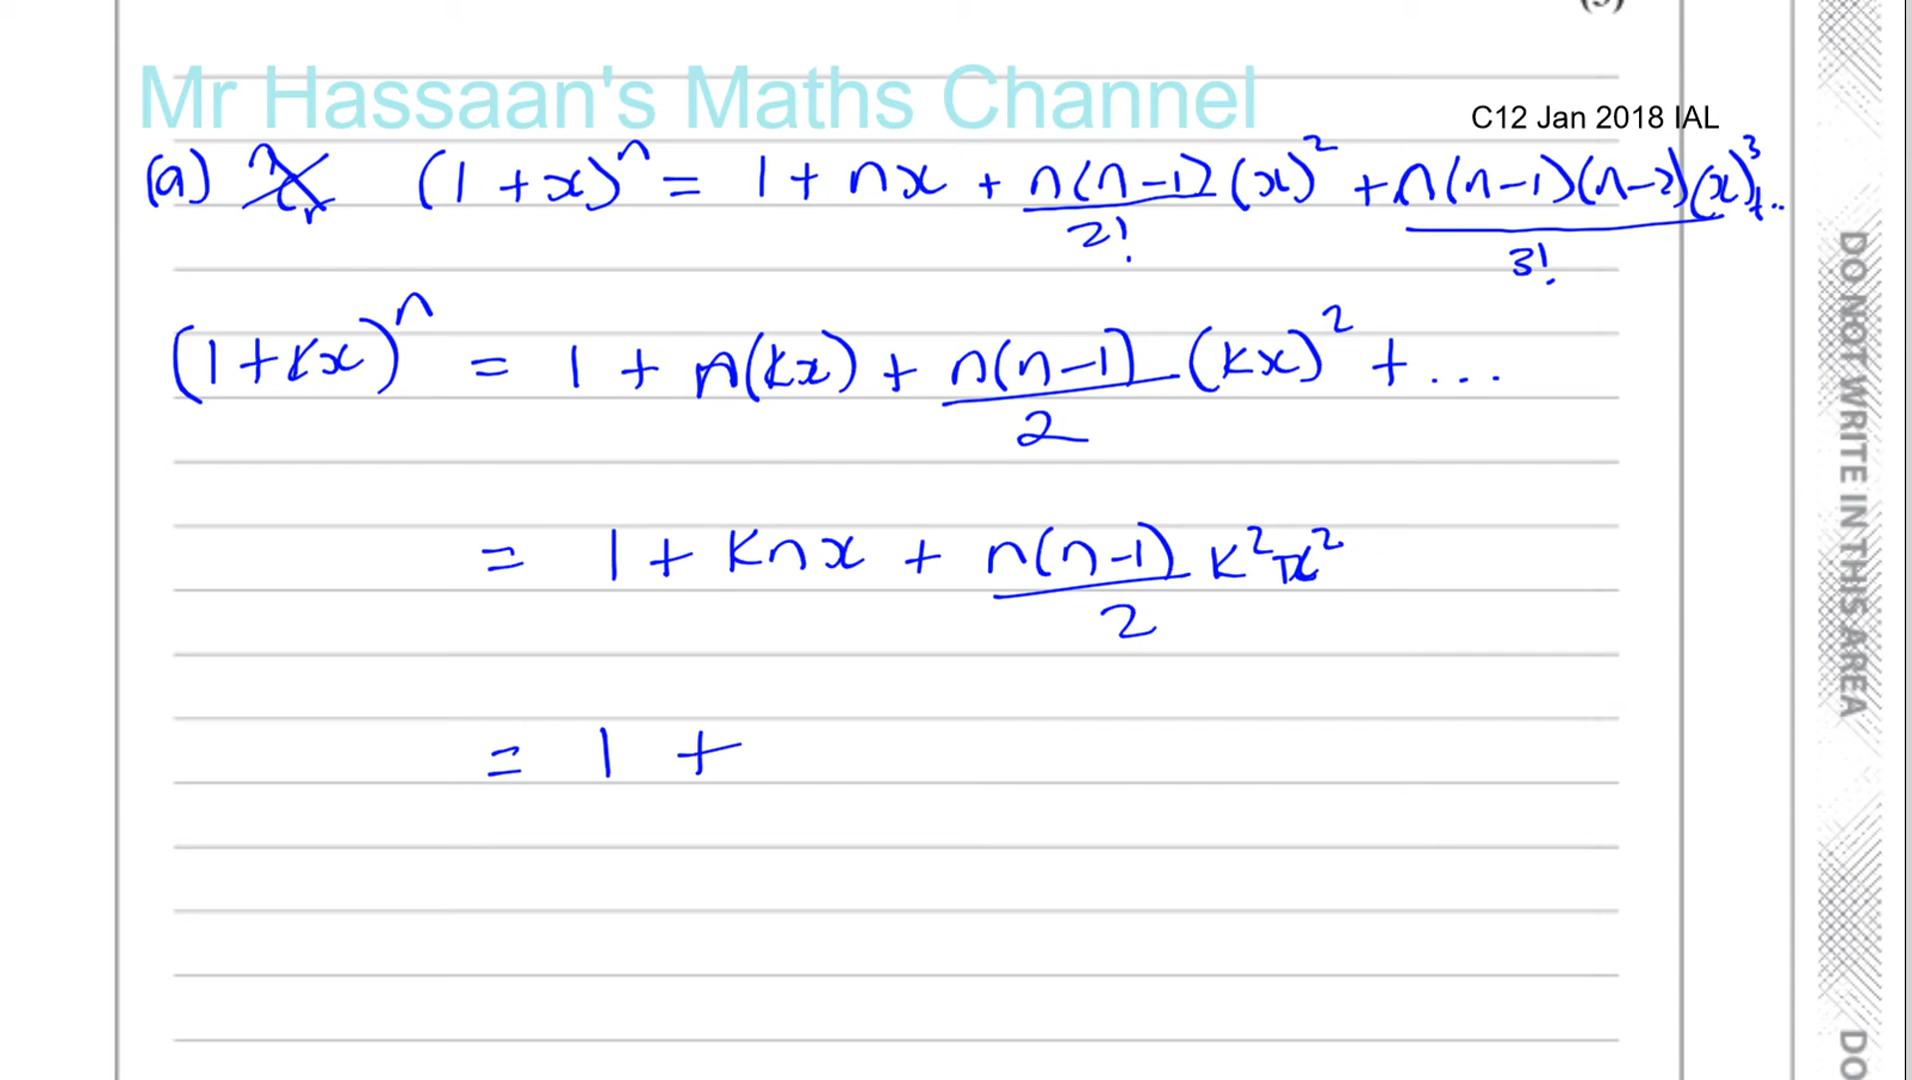 Mr Hassaan's Maths Channel
C12 Jan 2018 IAL
(a) (1+x)^n = 1 + nx + n(n-1)/2! (x)^2 + n(n-1)(n-2)/3! (x)^3 + ..
(1+kx)^n = 1 + n(kx) + n(n-1)/2 (kx)^2 + ...
= 1 + knx + n(n-1)/2 k^2x^2
= 1 +
DO NOT WRITE IN THIS AREA
DO